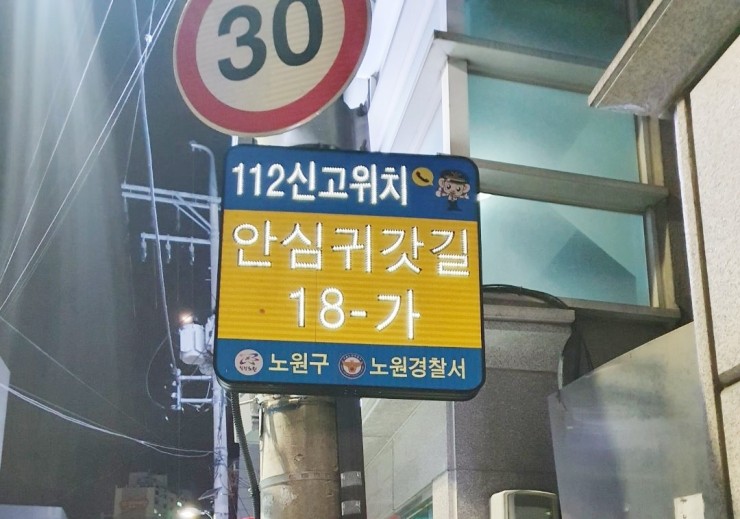 30
112신고위치
안심귀갓길
18-가
노원구 노원경찰서